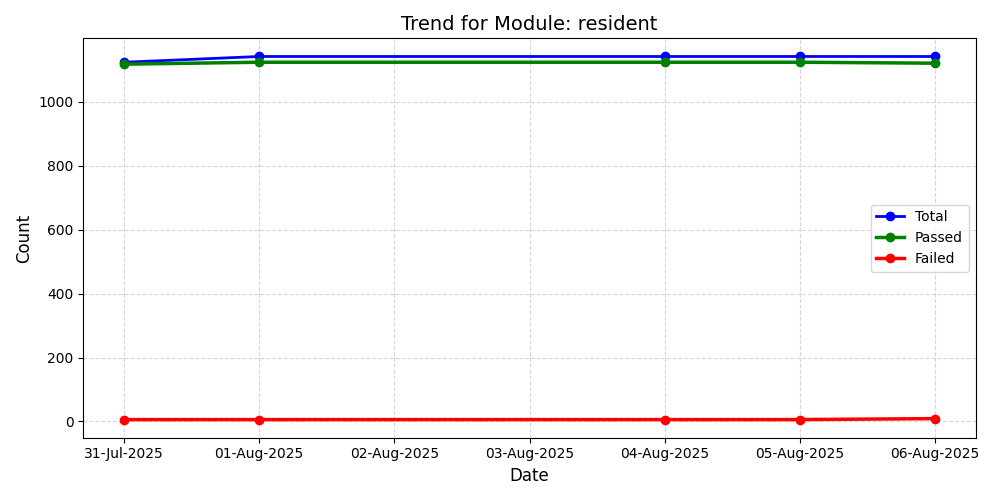 Trend for Module: resident
Count
1000
800
600
400
200
0
Total
Passed
Failed
31-Jul-2025
01-Aug-2025
02-Aug-2025
03-Aug-2025
04-Aug-2025
05-Aug-2025
06-Aug-2025
Date